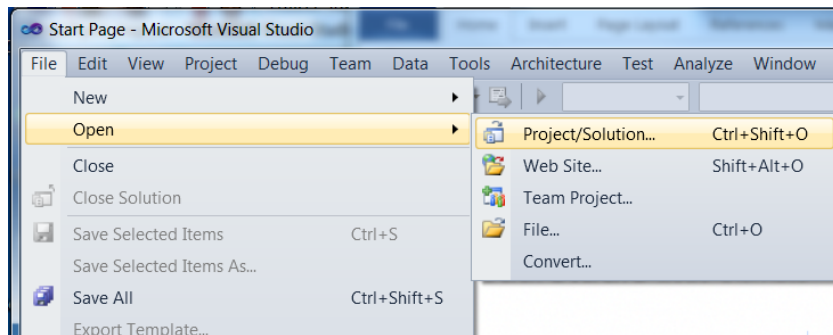 Start Page - Microsoft Visual Studio
File Edit View Project Debug Team Data Tools Architecture Test Analyze Window
New
Open
Project/Solution... Ctrl+Shift+O
Close
Web Site... Shift+Alt+O
Close Solution
Team Project...
Save Selected Items Ctrl+S
File... Ctrl+O
Save Selected Items As...
Convert...
Save All Ctrl+Shift+S
Export Template...